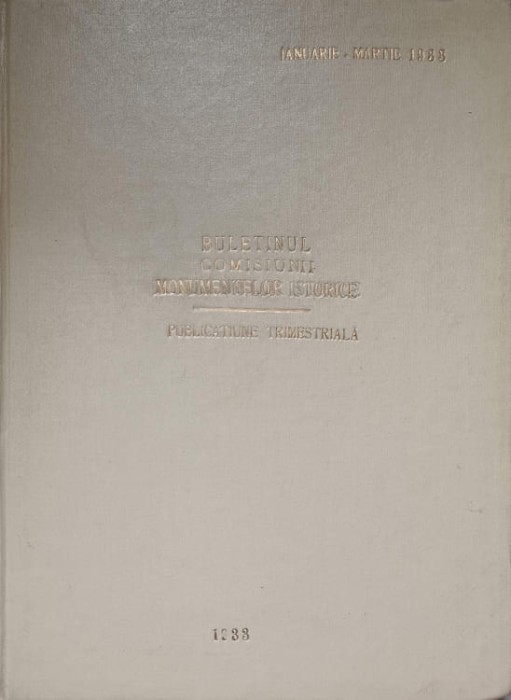 IANUARIE - MARTIE 1933
BULETINUL
COMISIUNII
MONUMENTELOR ISTORICE
PUBLICAȚIUNE TRIMESTRIALĂ
1933